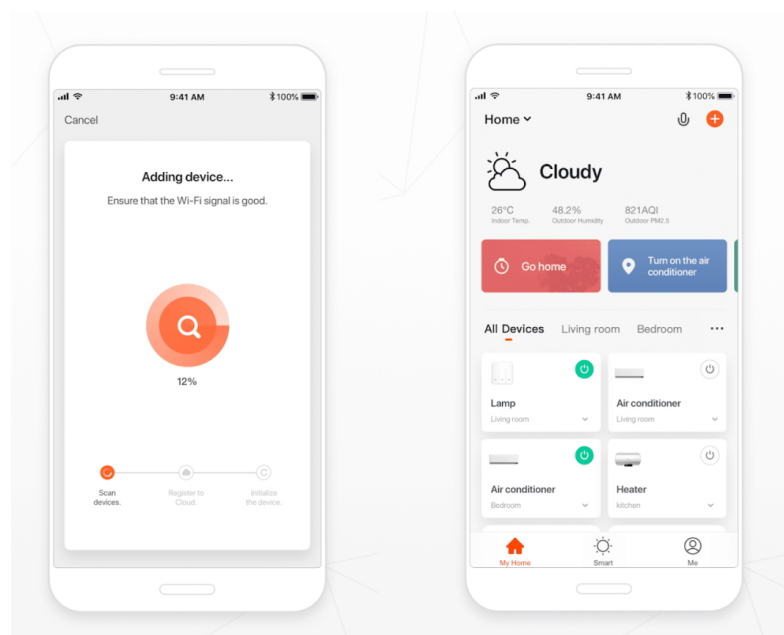 9:41 AM
100%
Cancel
Adding device...
Ensure that the Wi-Fi signal is good.
12%
Scan
devices.
Register to
Cloud.
Initialize
the device.
9:41 AM
100%
Home
Cloudy
26°C
Indoor Temp.
48.2%
Outdoor Humidity
821AQI
Outdoor PM2.5
Go home
Turn on the air
conditioner
All Devices
Living room
Bedroom
Lamp
Living room
Air conditioner
Living room
Air conditioner
Bedroom
Heater
kitchen
My Home
Smart
Me